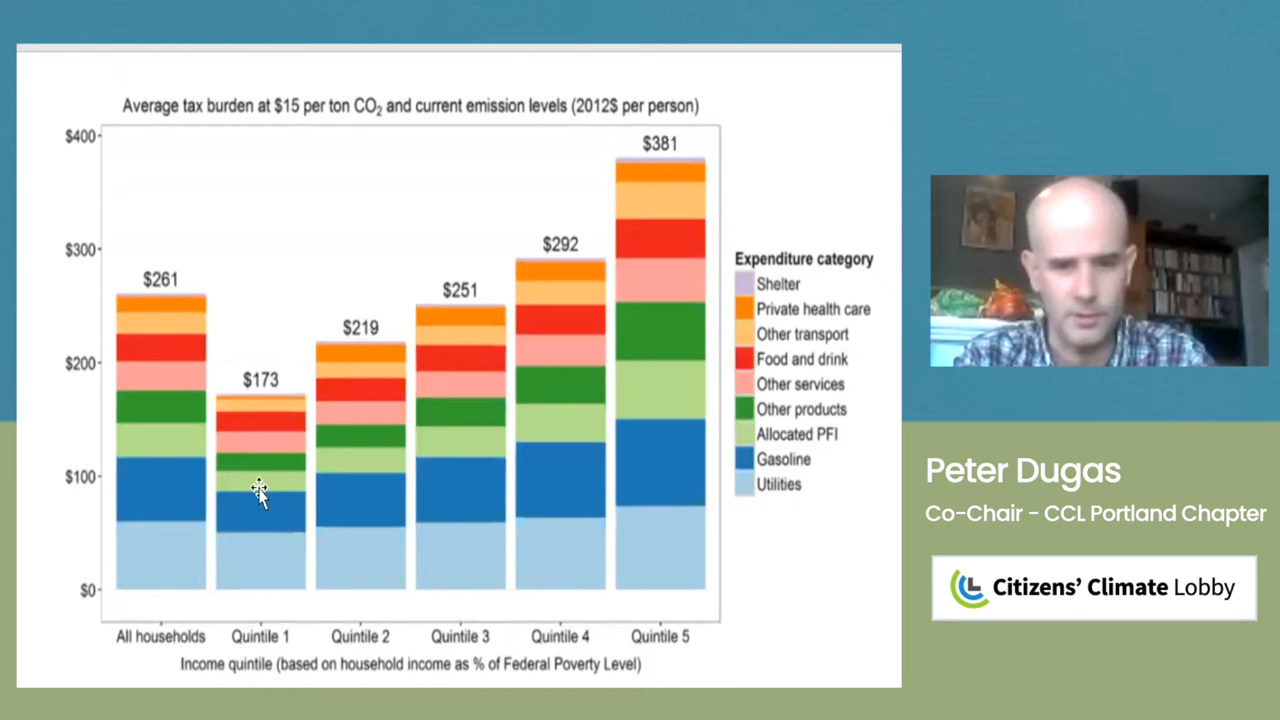 Average tax burden at $15 per ton CO₂ and current emission levels (2012$ per person)
$400
$300
$200
$100
$0
$261
$173
$219
$251
$292
$381
All households
Quintile 1
Quintile 2
Quintile 3
Quintile 4
Quintile 5
Income quintile (based on household income as % of Federal Poverty Level)
Expenditure category
Shelter
Private health care
Other transport
Food and drink
Other services
Other products
Allocated PFI
Gasoline
Utilities
Peter Dugas
Co-Chair - CCL Portland Chapter
Citizens' Climate Lobby